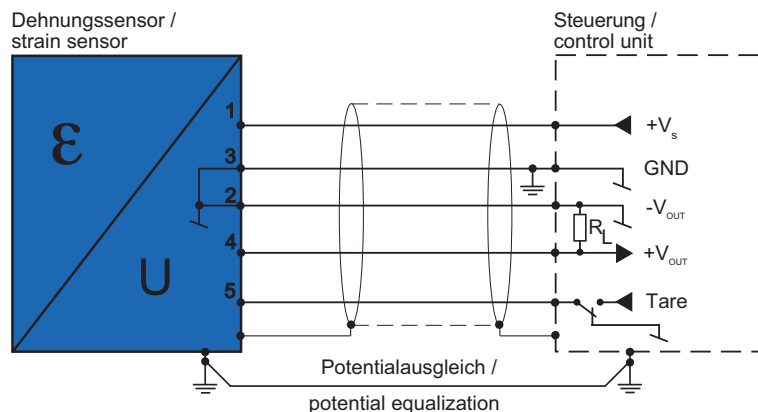 Dehnungssensor /
strain sensor
Steuerung /
control unit
ε
U
1
3
2
4
5
+Vs
GND
-VOUT
RL
+VOUT
Tare
Potentialausgleich /
potential equalization